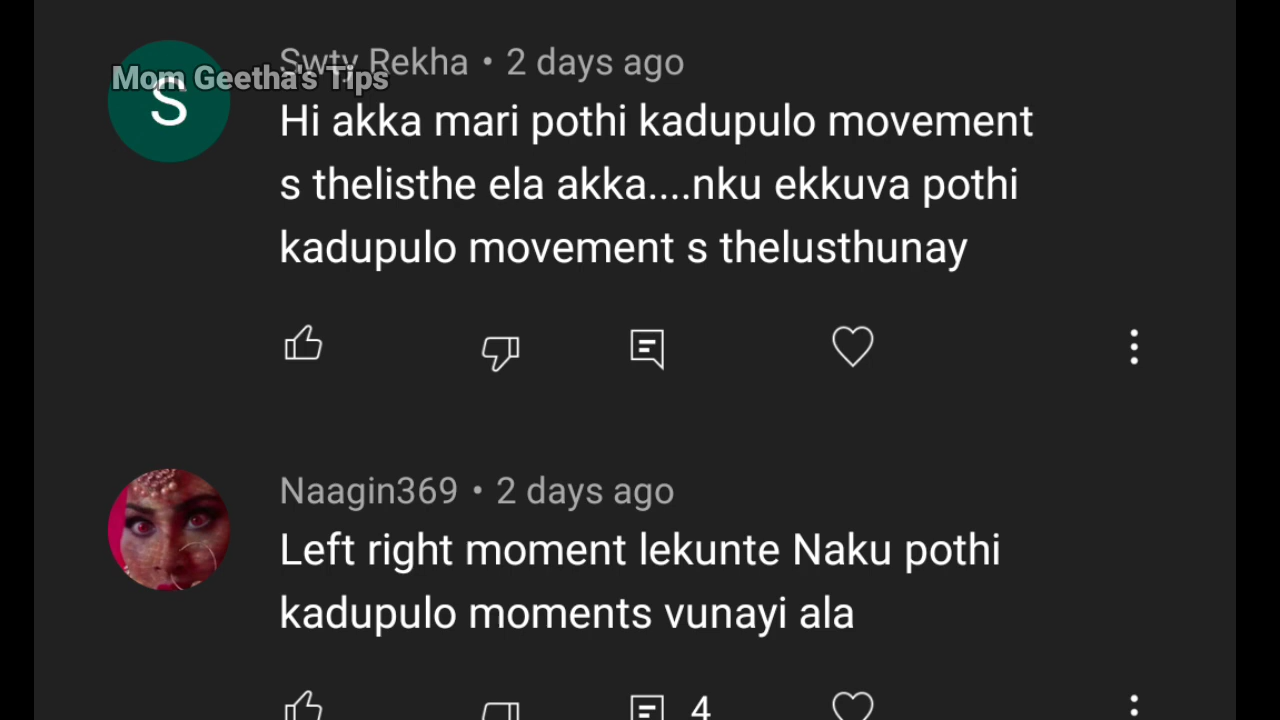 Swty Rekha • 2 days ago
Mom Geetha's Tips
S
Hi akka mari pothi kadupulo movement
s thelisthe ela akka....nku ekkuva pothi
kadupulo movement s thelusthunay
Naagin369 • 2 days ago
Left right moment lekunte Naku pothi
kadupulo moments vunayi ala
4